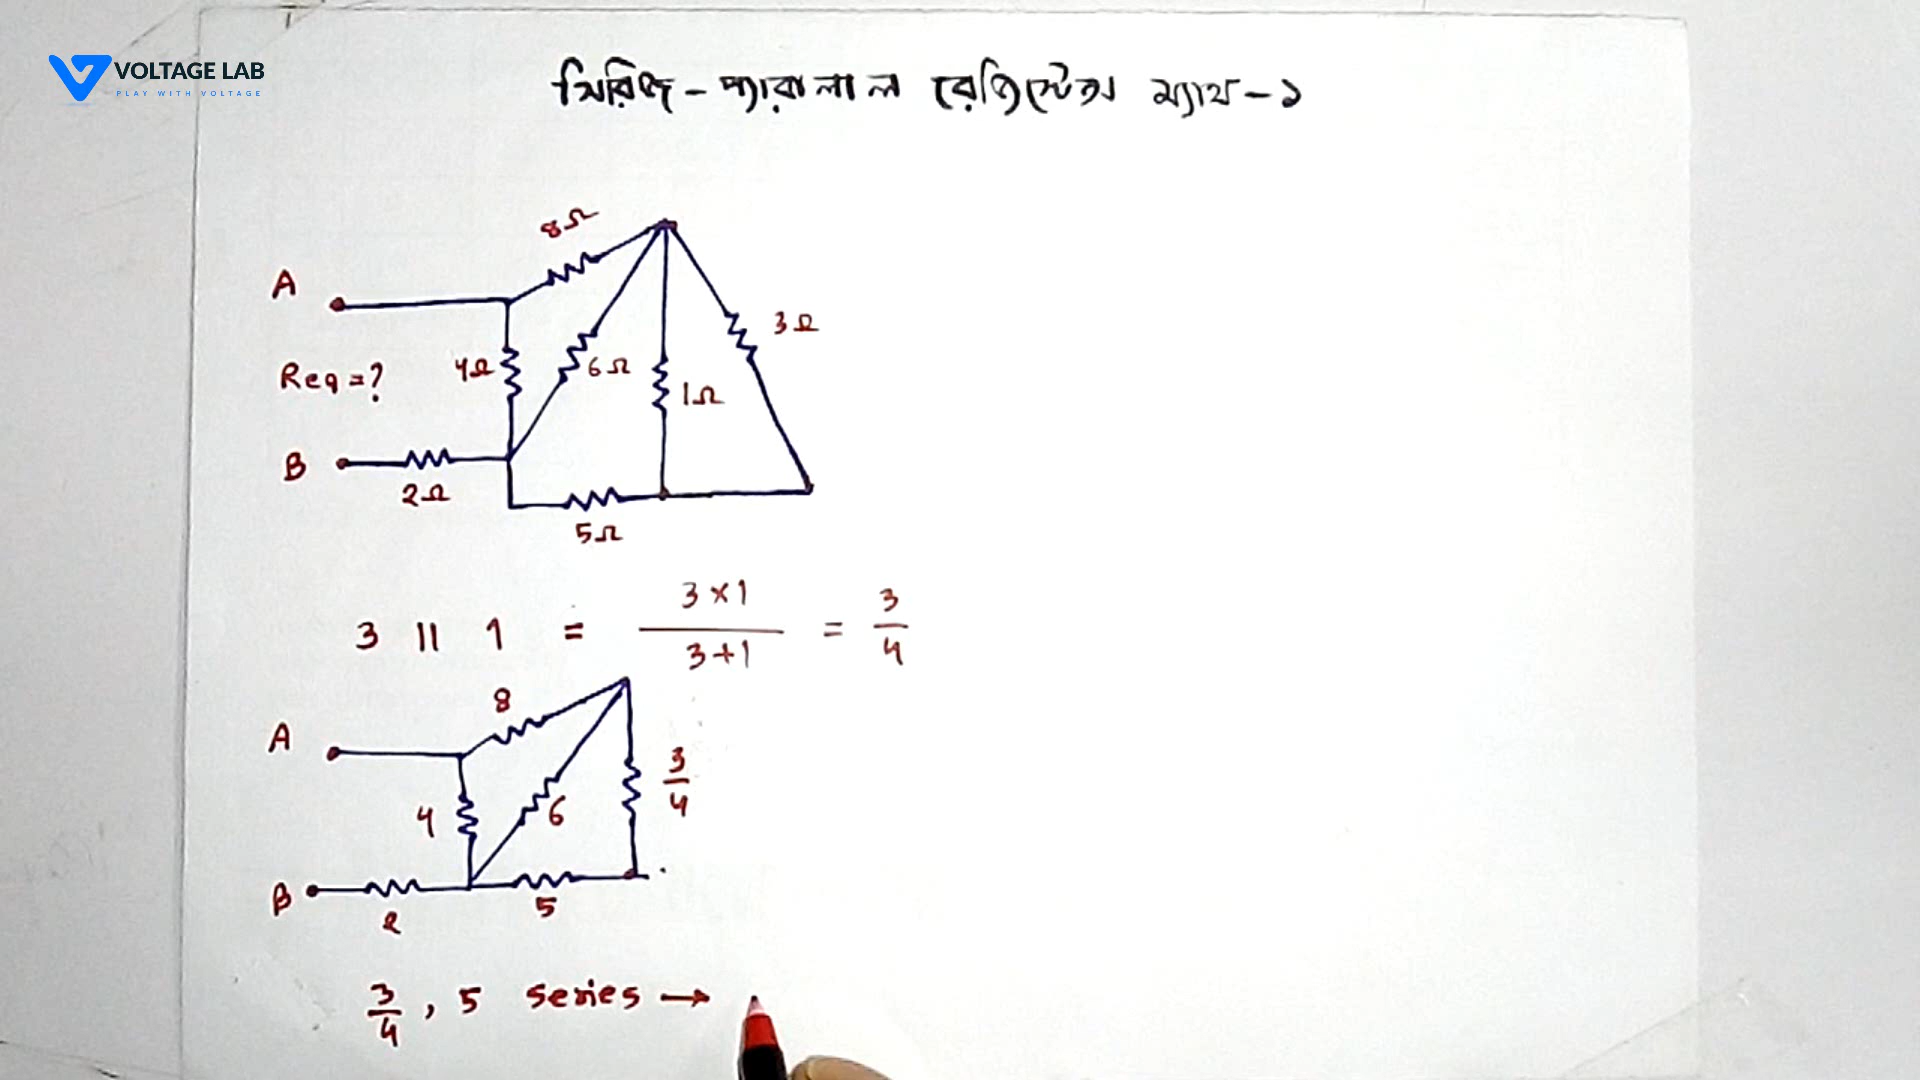 VOLTAGE LAB
PLAY WITH VOLTAGE
সিরিজ - প্যারালাল রেজিস্টেন্স ম্যাথ - ১
8Ω
A
3Ω
Req = ?
4Ω
6Ω
1Ω
B
2Ω
5Ω
3 || 1 = 3×1 / 3+1 = 3/4
8
A
3/4
4
6
B
2
5
3/4 , 5 series →